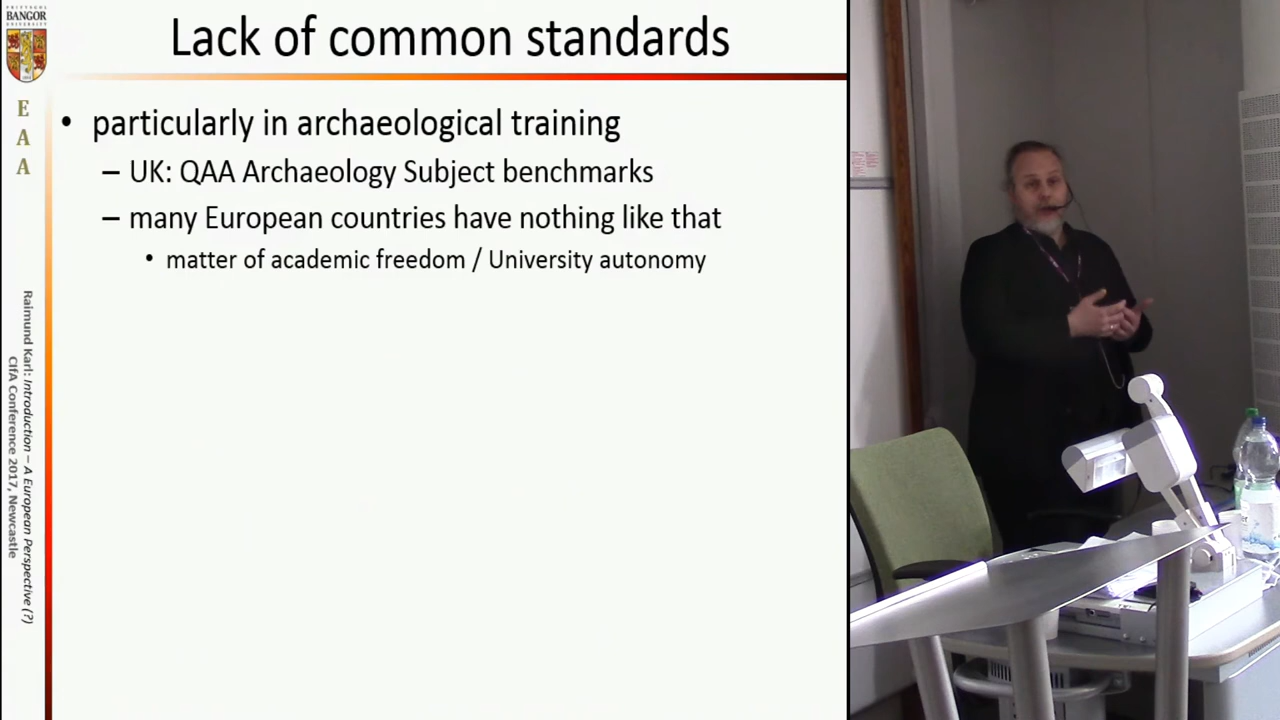 PRIFYSGOL
BANGOR
UNIVERSITY
E
A
A
Raimund Karl: Introduction – A European Perspective (?)
CIfA Conference 2017, Newcastle
Lack of common standards
• particularly in archaeological training
– UK: QAA Archaeology Subject benchmarks
– many European countries have nothing like that
• matter of academic freedom / University autonomy